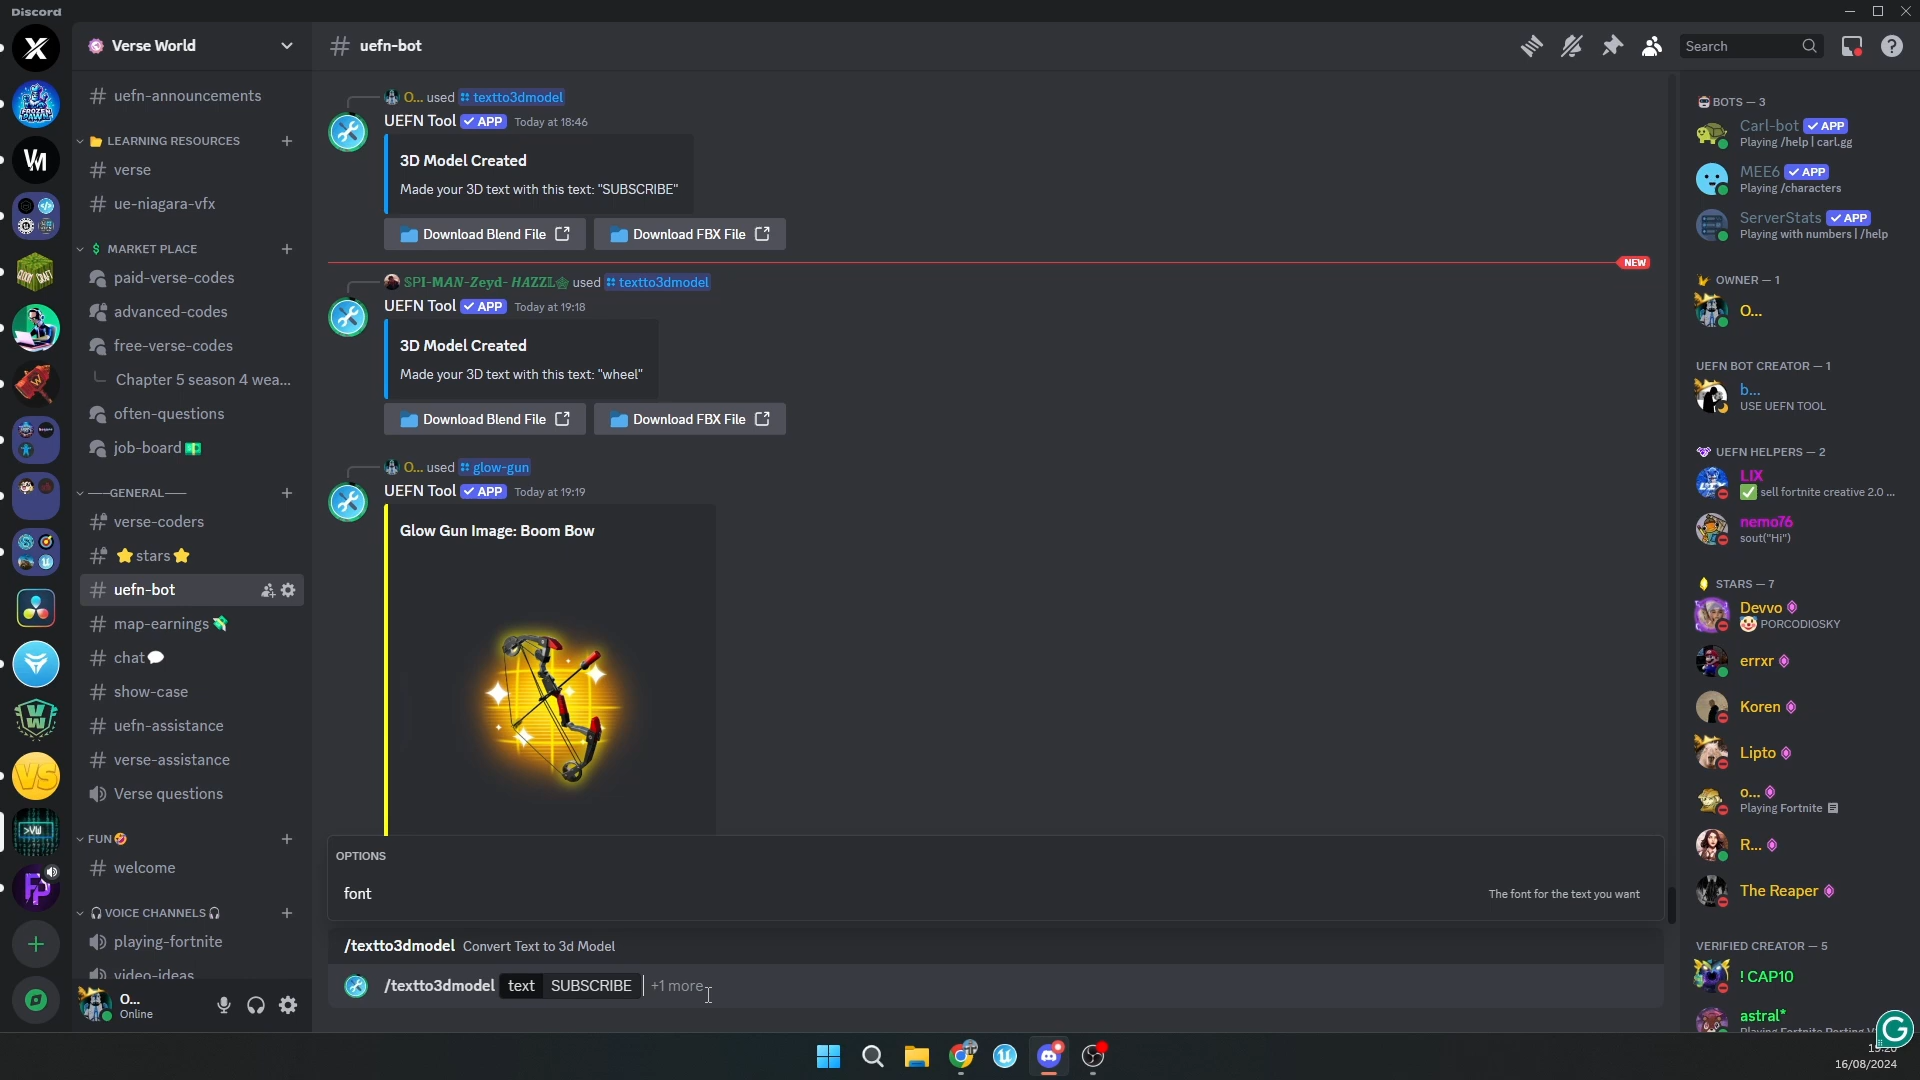 Discord
Verse World
uefn-announcements
LEARNING RESOURCES
verse
ue-niagara-vfx
$ MARKET PLACE
paid-verse-codes
advanced-codes
free-verse-codes
Chapter 5 season 4 wea...
often-questions
job-board
——GENERAL——
verse-coders
stars
uefn-bot
map-earnings
chat
show-case
uefn-assistance
verse-assistance
Verse questions
FUN
welcome
VOICE CHANNELS
playing-fortnite
video-ideas
O...
Online
uefn-bot
Search
O... used textto3dmodel
UEFN Tool ✓ APP Today at 18:46
3D Model Created
Made your 3D text with this text: "SUBSCRIBE"
Download Blend File Download FBX File
NEW
SPI-MAN-Zeyd- HAZZL used textto3dmodel
UEFN Tool ✓ APP Today at 19:18
3D Model Created
Made your 3D text with this text: "wheel"
Download Blend File Download FBX File
O... used glow-gun
UEFN Tool ✓ APP Today at 19:19
Glow Gun Image: Boom Bow
OPTIONS
font The font for the text you want
/textto3dmodel Convert Text to 3d Model
/textto3dmodel text SUBSCRIBE +1 more
BOTS — 3
Carl-bot ✓ APP
Playing /help | carl.gg
MEE6 ✓ APP
Playing /characters
ServerStats ✓ APP
Playing with numbers | /help
OWNER — 1
O...
UEFN BOT CREATOR — 1
b...
USE UEFN TOOL
UEFN HELPERS — 2
LIX
sell fortnite creative 2.0 ...
nemo76
sout("Hi")
STARS — 7
Devvo
PORCODIOSKY
errxr
Koren
Lipto
o...
Playing Fortnite
R...
The Reaper
VERIFIED CREATOR — 5
! CAP10
astral*
16/08/2024